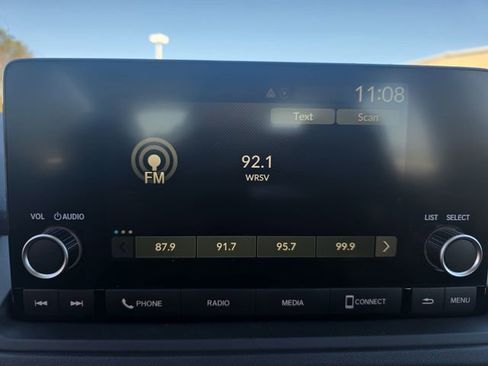 11:08
Text Scan
92.1
FM
WRSV
VOL AUDIO LIST SELECT
87.9 91.7 95.7 99.9
PHONE RADIO MEDIA CONNECT MENU